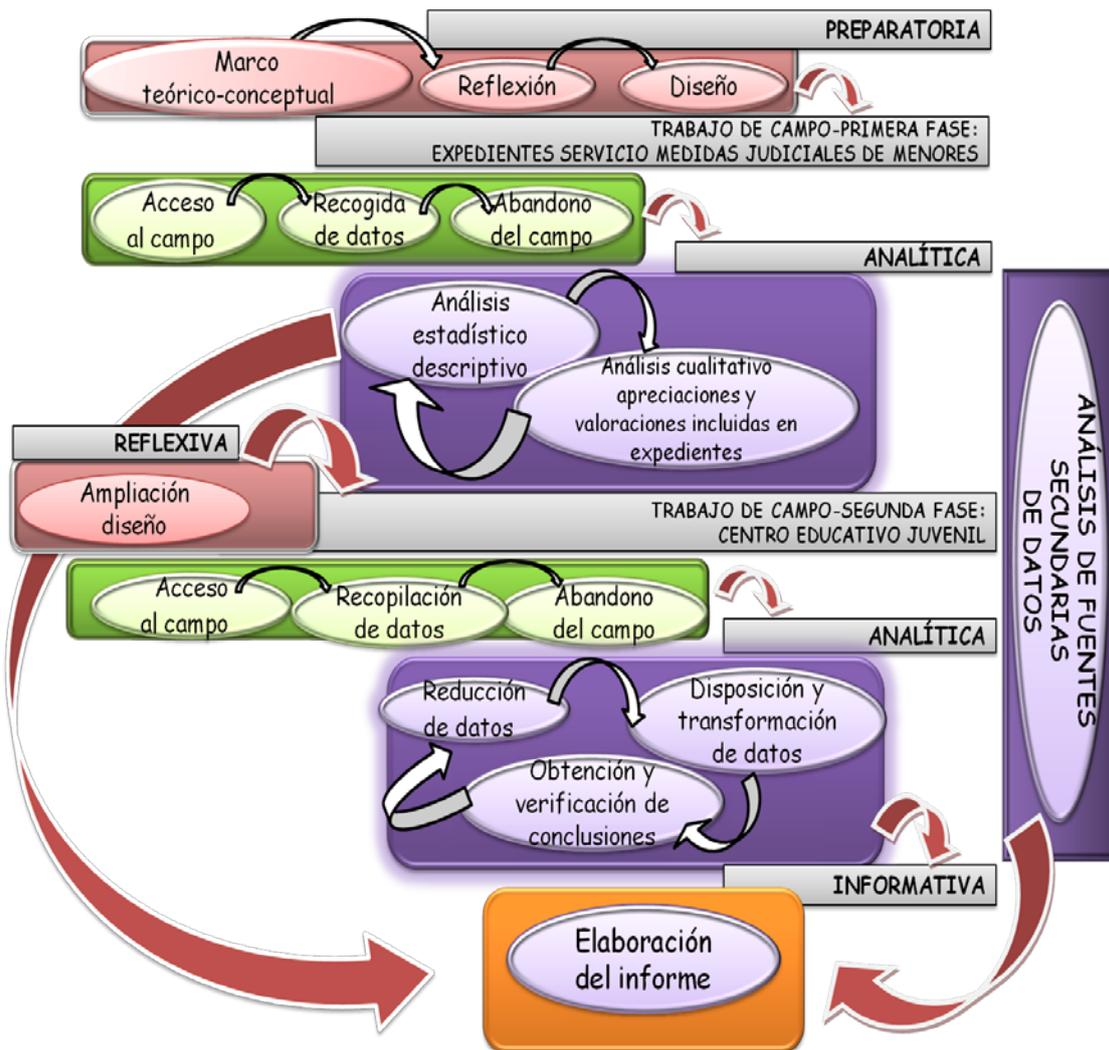 PREPARATORIA
Marco
teórico-conceptual
Reflexión
Diseño
TRABAJO DE CAMPO-PRIMERA FASE:
EXPEDIENTES SERVICIO MEDIDAS JUDICIALES DE MENORES
Acceso
al campo
Recogida
de datos
Abandono
del campo
ANALÍTICA
Análisis
estadístico
descriptivo
Análisis cualitativo
apreciaciones y
valoraciones incluidas en
expedientes
REFLEXIVA
Ampliación
diseño
TRABAJO DE CAMPO-SEGUNDA FASE:
CENTRO EDUCATIVO JUVENIL
Acceso
al campo
Recopilación
de datos
Abandono
del campo
ANALÍTICA
Reducción
de datos
Disposición y
transformación
de datos
Obtención y
verificación de
conclusiones
INFORMATIVA
Elaboración
del informe
ANÁLISIS DE FUENTES
SECUNDARIAS
DE DATOS